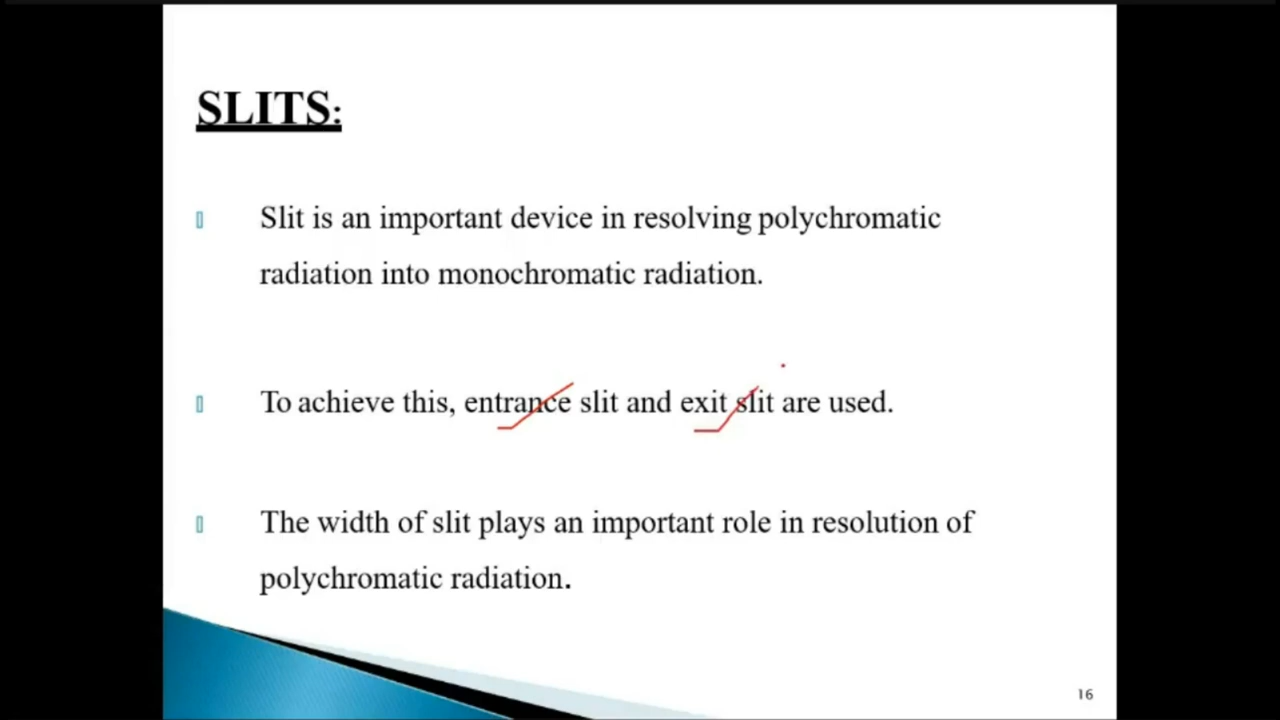 SLITS:
Slit is an important device in resolving polychromatic
radiation into monochromatic radiation.
To achieve this, entrance slit and exit slit are used.
The width of slit plays an important role in resolution of
polychromatic radiation.
16